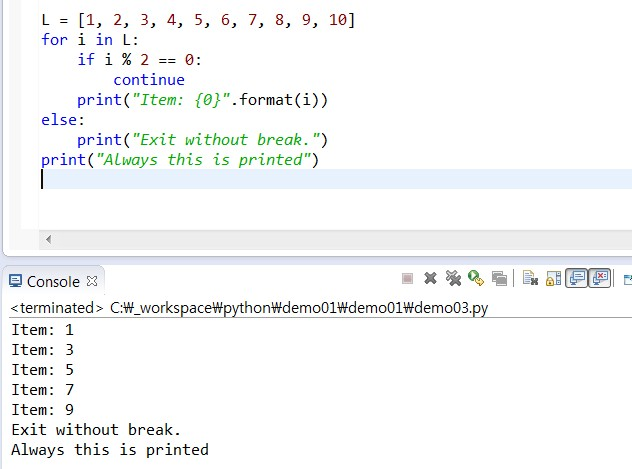 L = [1, 2, 3, 4, 5, 6, 7, 8, 9, 10]
for i in L:
    if i % 2 == 0:
        continue
    print("Item: {0}".format(i))
else:
    print("Exit without break.")
print("Always this is printed")
Console
<terminated> C:₩_workspace₩python₩demo01₩demo01₩demo03.py
Item: 1
Item: 3
Item: 5
Item: 7
Item: 9
Exit without break.
Always this is printed